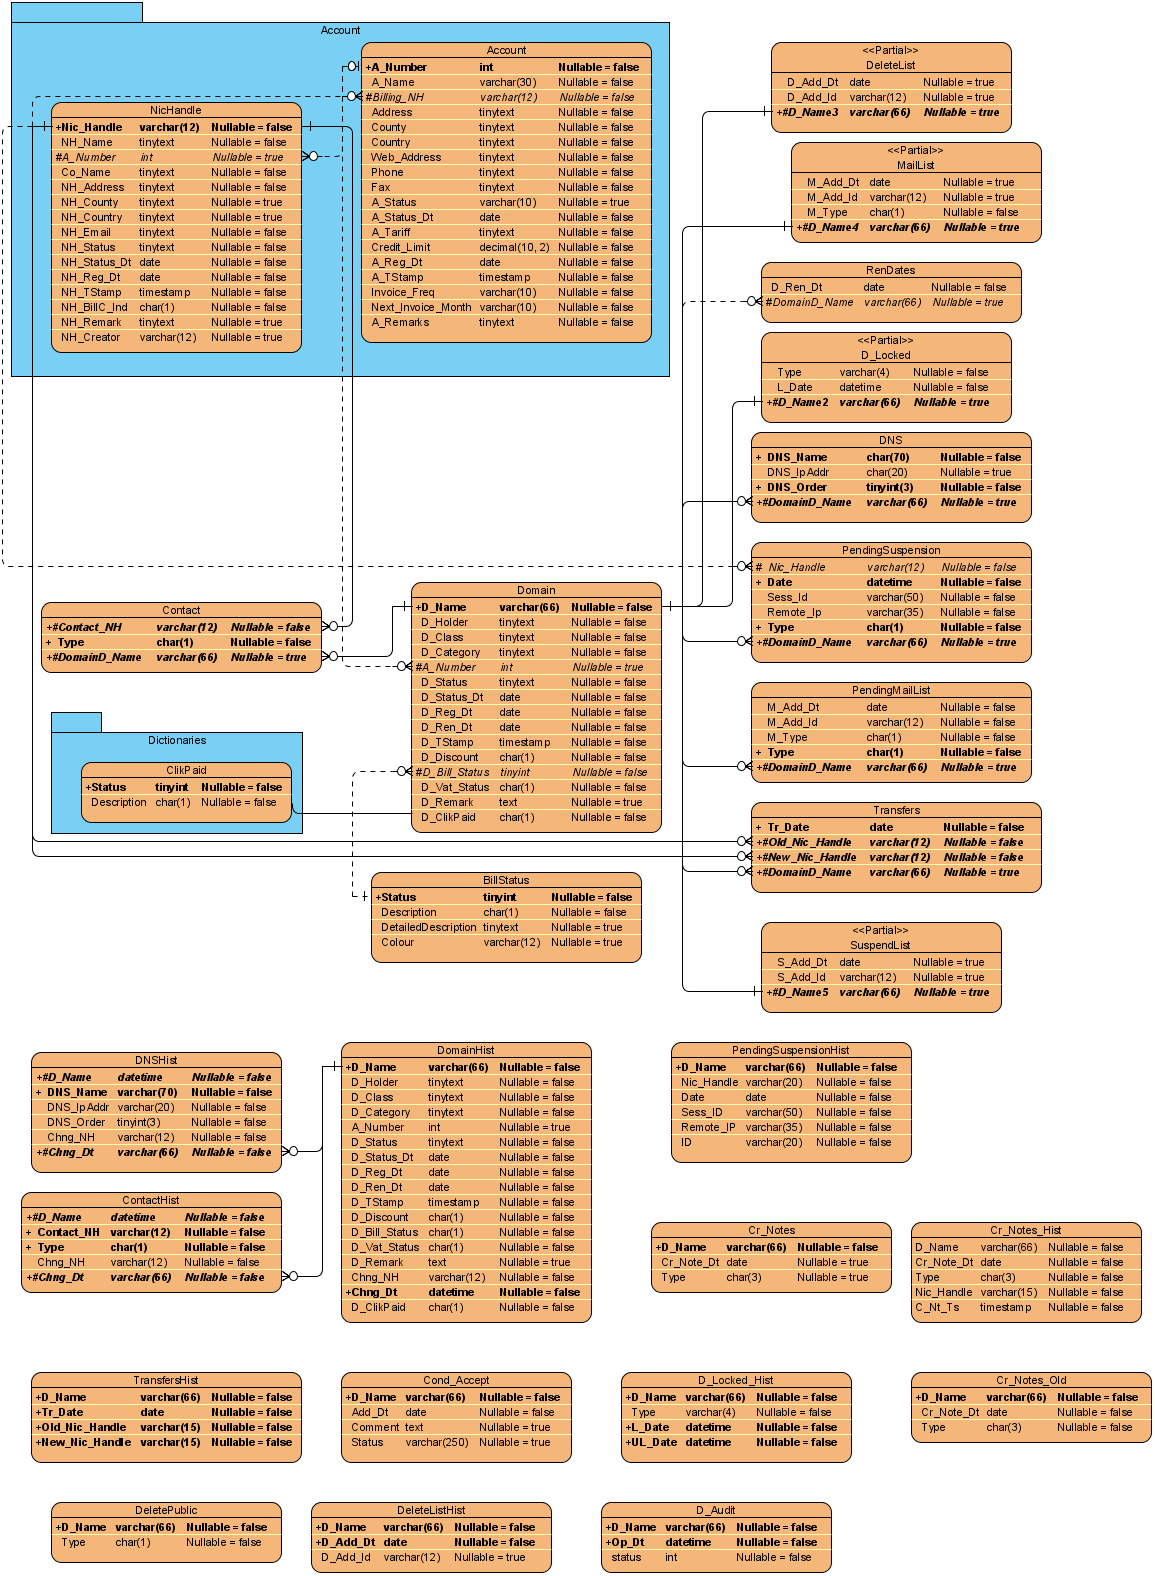 Account
Account
+A_Number int Nullable = false
A_Name varchar(30) Nullable = false
#Billing_NH varchar(12) Nullable = false
Address tinytext Nullable = false
County tinytext Nullable = false
Country tinytext Nullable = false
Web_Address tinytext Nullable = false
Phone tinytext Nullable = false
Fax tinytext Nullable = false
A_Status varchar(10) Nullable = true
A_Status_Dt date Nullable = false
A_Tariff tinytext Nullable = false
Credit_Limit decimal(10, 2) Nullable = false
A_Reg_Dt date Nullable = false
A_TStamp timestamp Nullable = false
Invoice_Freq varchar(10) Nullable = false
Next_Invoice_Month varchar(10) Nullable = false
A_Remarks tinytext Nullable = false
NicHandle
+Nic_Handle varchar(12) Nullable = false
NH_Name tinytext Nullable = false
#A_Number int Nullable = true
Co_Name tinytext Nullable = false
NH_Address tinytext Nullable = false
NH_County tinytext Nullable = true
NH_Country tinytext Nullable = true
NH_Email tinytext Nullable = false
NH_Status tinytext Nullable = false
NH_Status_Dt date Nullable = false
NH_Reg_Dt date Nullable = false
NH_TStamp timestamp Nullable = false
NH_BillC_Ind char(1) Nullable = false
NH_Remark tinytext Nullable = true
NH_Creator varchar(12) Nullable = true
<<Partial>>
DeleteList
D_Add_Dt date Nullable = true
D_Add_Id varchar(12) Nullable = true
+#D_Name3 varchar(66) Nullable = true
<<Partial>>
MailList
M_Add_Dt date Nullable = true
M_Add_Id varchar(12) Nullable = true
M_Type char(1) Nullable = false
+#D_Name4 varchar(66) Nullable = true
RenDates
D_Ren_Dt date Nullable = false
#DomainD_Name varchar(66) Nullable = true
<<Partial>>
D_Locked
Type varchar(4) Nullable = false
L_Date datetime Nullable = false
+#D_Name2 varchar(66) Nullable = true
DNS
+ DNS_Name char(70) Nullable = false
DNS_IpAddr char(20) Nullable = true
+ DNS_Order tinyint(3) Nullable = false
+#DomainD_Name varchar(66) Nullable = true
PendingSuspension
# Nic_Handle varchar(12) Nullable = false
+ Date datetime Nullable = false
Sess_Id varchar(50) Nullable = false
Remote_Ip varchar(35) Nullable = false
+ Type char(1) Nullable = false
+#DomainD_Name varchar(66) Nullable = true
Contact
+#Contact_NH varchar(12) Nullable = false
+ Type char(1) Nullable = false
+#DomainD_Name varchar(66) Nullable = true
Domain
+D_Name varchar(66) Nullable = false
D_Holder tinytext Nullable = false
D_Class tinytext Nullable = false
D_Category tinytext Nullable = false
#A_Number int Nullable = true
D_Status tinytext Nullable = false
D_Status_Dt date Nullable = false
D_Reg_Dt date Nullable = false
D_Ren_Dt date Nullable = false
D_TStamp timestamp Nullable = false
D_Discount char(1) Nullable = false
#D_Bill_Status tinyint Nullable = false
D_Vat_Status char(1) Nullable = false
D_Remark text Nullable = true
D_ClikPaid char(1) Nullable = false
Dictionaries
ClikPaid
+Status tinyint Nullable = false
Description char(1) Nullable = false
PendingMailList
M_Add_Dt date Nullable = false
M_Add_Id varchar(12) Nullable = false
M_Type char(1) Nullable = false
+ Type char(1) Nullable = false
+#DomainD_Name varchar(66) Nullable = true
Transfers
+ Tr_Date date Nullable = false
+#Old_Nic_Handle varchar(12) Nullable = false
+#New_Nic_Handle varchar(12) Nullable = false
+#DomainD_Name varchar(66) Nullable = true
BillStatus
+Status tinyint Nullable = false
Description char(1) Nullable = false
DetailedDescription tinytext Nullable = true
Colour varchar(12) Nullable = true
<<Partial>>
SuspendList
S_Add_Dt date Nullable = true
S_Add_Id varchar(12) Nullable = true
+#D_Name5 varchar(66) Nullable = true
DNSHist
+#D_Name datetime Nullable = false
+ DNS_Name varchar(70) Nullable = false
DNS_IpAddr varchar(20) Nullable = false
DNS_Order tinyint(3) Nullable = false
Chng_NH varchar(12) Nullable = false
+#Chng_Dt varchar(66) Nullable = false
ContactHist
+#D_Name datetime Nullable = false
+ Contact_NH varchar(12) Nullable = false
+ Type char(1) Nullable = false
Chng_NH varchar(12) Nullable = false
+#Chng_Dt varchar(66) Nullable = false
DomainHist
+D_Name varchar(66) Nullable = false
D_Holder tinytext Nullable = false
D_Class tinytext Nullable = false
D_Category tinytext Nullable = false
A_Number int Nullable = true
D_Status tinytext Nullable = false
D_Status_Dt date Nullable = false
D_Reg_Dt date Nullable = false
D_Ren_Dt date Nullable = false
D_TStamp timestamp Nullable = false
D_Discount char(1) Nullable = false
D_Bill_Status char(1) Nullable = false
D_Vat_Status char(1) Nullable = false
D_Remark text Nullable = true
Chng_NH varchar(12) Nullable = false
+Chng_Dt datetime Nullable = false
D_ClikPaid char(1) Nullable = false
PendingSuspensionHist
+D_Name varchar(66) Nullable = false
Nic_Handle varchar(20) Nullable = false
Date date Nullable = false
Sess_ID varchar(50) Nullable = false
Remote_IP varchar(35) Nullable = false
ID varchar(20) Nullable = false
Cr_Notes
+D_Name varchar(66) Nullable = false
Cr_Note_Dt date Nullable = true
Type char(3) Nullable = true
Cr_Notes_Hist
D_Name varchar(66) Nullable = false
Cr_Note_Dt date Nullable = false
Type char(3) Nullable = false
Nic_Handle varchar(15) Nullable = false
C_Nt_Ts timestamp Nullable = false
TransfersHist
+D_Name varchar(66) Nullable = false
+Tr_Date date Nullable = false
+Old_Nic_Handle varchar(15) Nullable = false
+New_Nic_Handle varchar(15) Nullable = false
Cond_Accept
+D_Name varchar(66) Nullable = false
Add_Dt date Nullable = false
Comment text Nullable = true
Status varchar(250) Nullable = true
D_Locked_Hist
+D_Name varchar(66) Nullable = false
Type varchar(4) Nullable = false
+L_Date datetime Nullable = false
+UL_Date datetime Nullable = false
Cr_Notes_Old
+D_Name varchar(66) Nullable = false
Cr_Note_Dt date Nullable = false
Type char(3) Nullable = false
DeletePublic
+D_Name varchar(66) Nullable = false
Type char(1) Nullable = false
DeleteListHist
+D_Name varchar(66) Nullable = false
+D_Add_Dt date Nullable = false
D_Add_Id varchar(12) Nullable = true
D_Audit
+D_Name varchar(66) Nullable = false
+Op_Dt datetime Nullable = false
status int Nullable = false